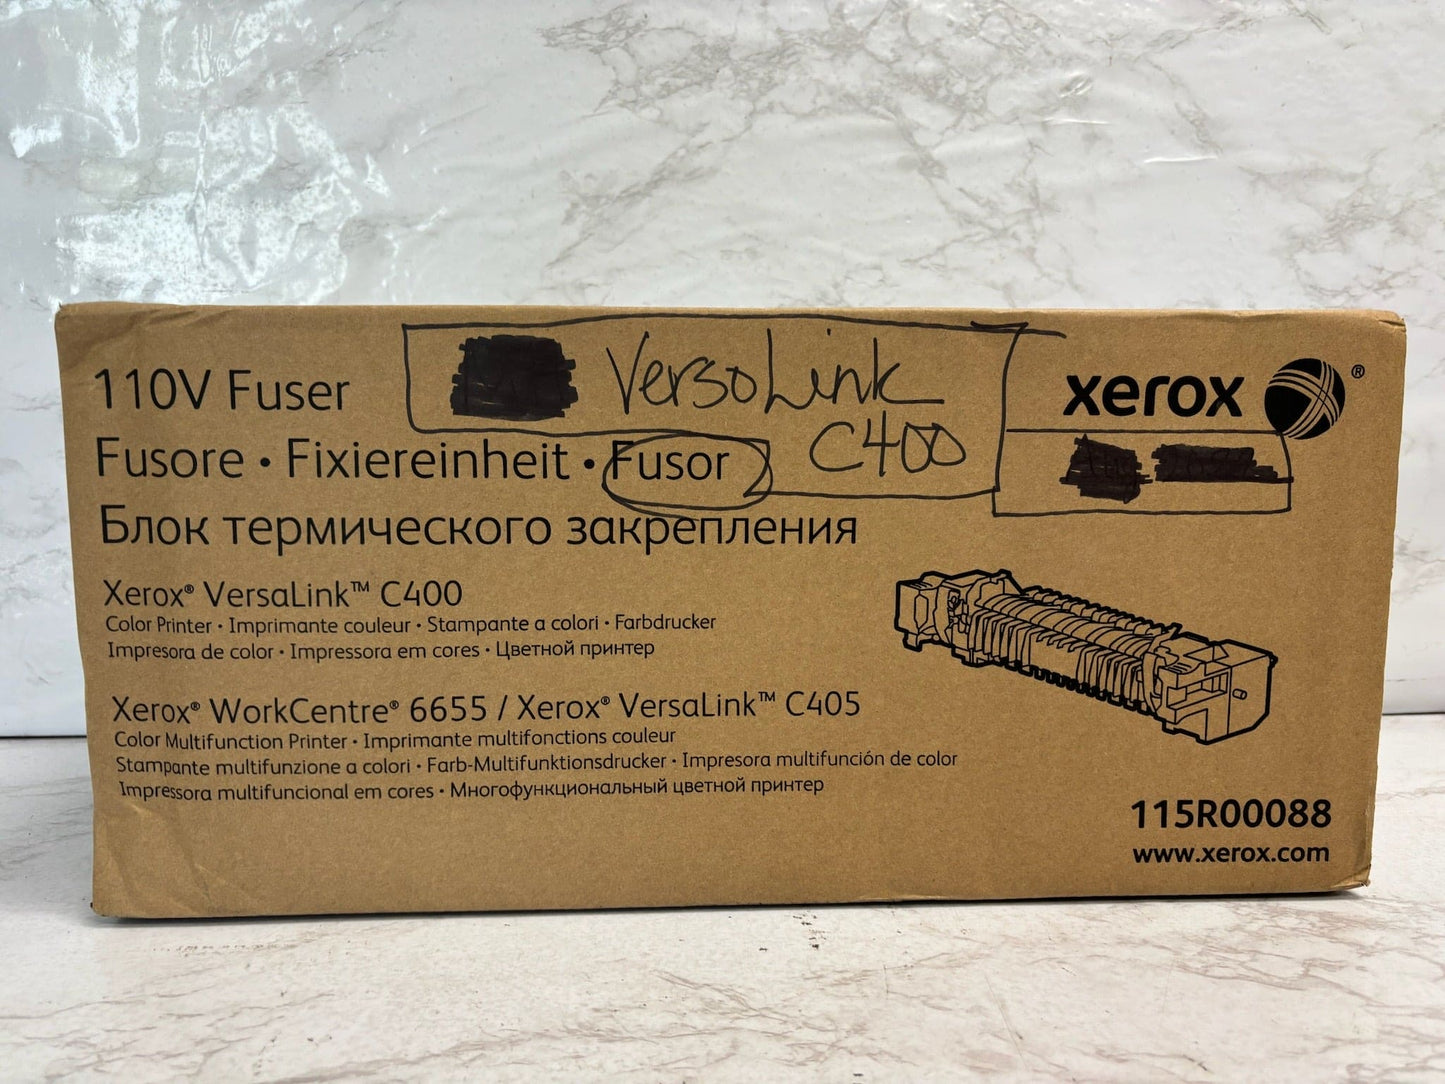 110V Fuser
VersoLink
C400
xerox®
Fusore • Fixiereinheit • Fusor
Блок термического закрепления
Xerox® VersaLink™ C400
Color Printer • Imprimante couleur • Stampante a colori • Farbdrucker
Impresora de color • Impressora em cores • Цветной принтер
Xerox® WorkCentre® 6655 / Xerox® VersaLink™ C405
Color Multifunction Printer • Imprimante multifonctions couleur
Stampante multifunzione a colori • Farb-Multifunktionsdrucker • Impresora multifunción de color
Impressora multifuncional em cores • Многофункциональный цветной принтер
115R00088
www.xerox.com